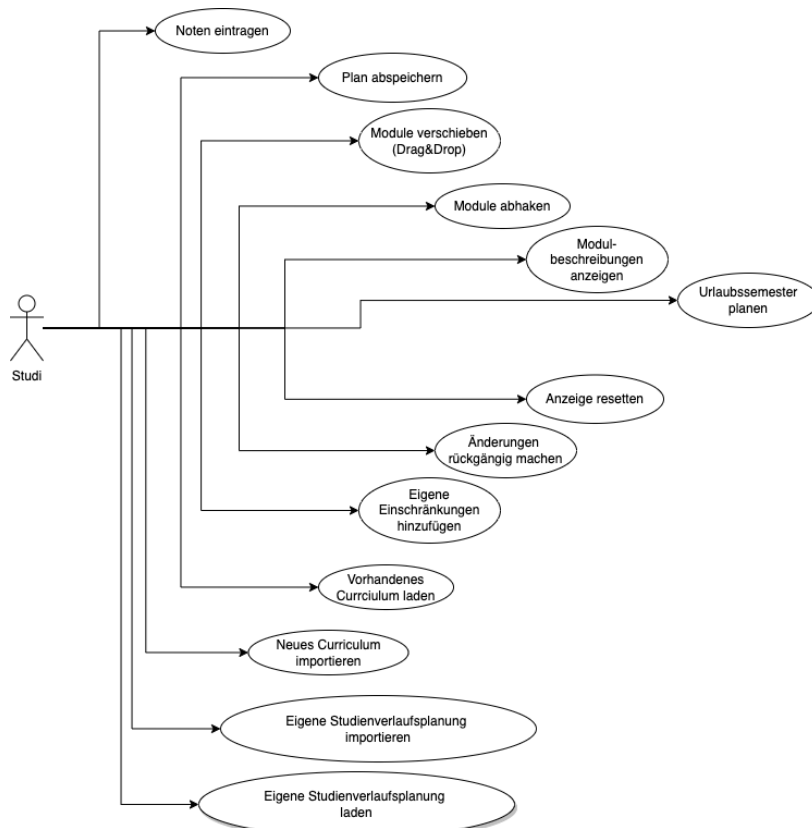 Noten eintragen
Plan abspeichern
Module verschieben
(Drag&Drop)
Module abhaken
Modul-
beschreibungen
anzeigen
Urlaubssemester
planen
Studi
Anzeige resetten
Änderungen
rückgängig machen
Eigene
Einschränkungen
hinzufügen
Vorhandenes
Currciulum laden
Neues Curriculum
importieren
Eigene Studienverlaufsplanung
importieren
Eigene Studienverlaufsplanung
laden